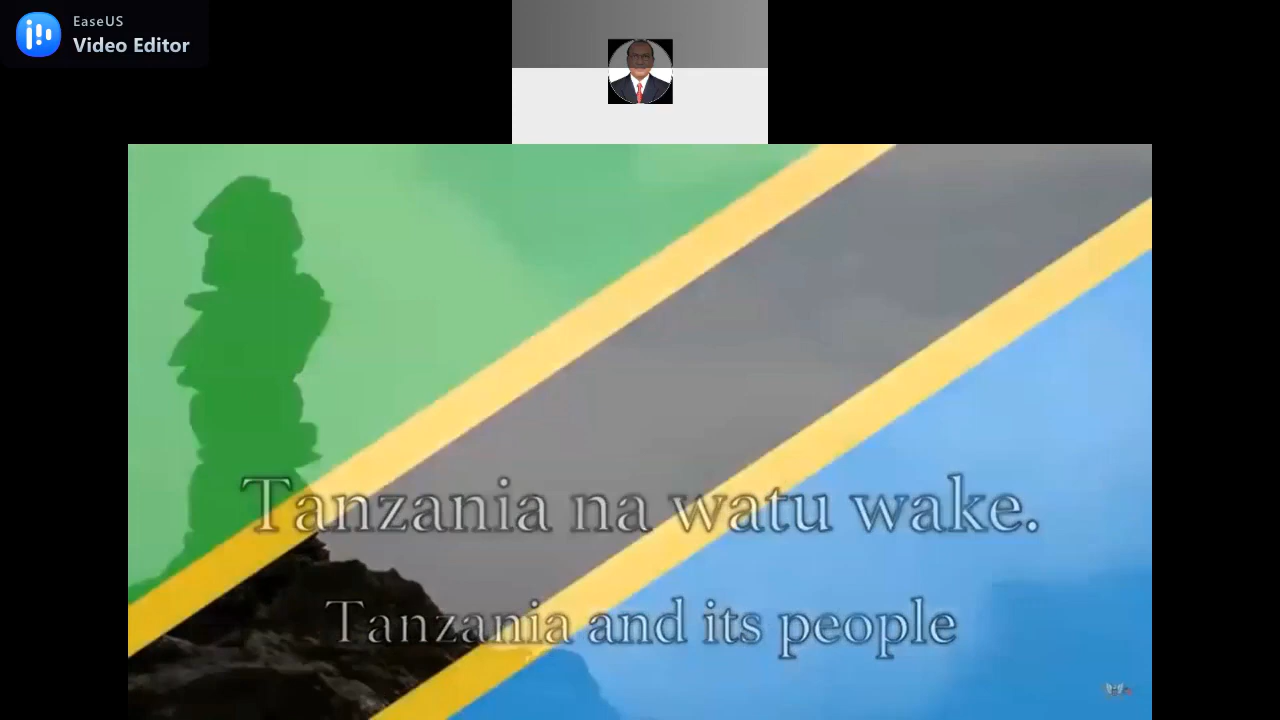 EaseUS
Video Editor
Tanzania na watu wake.
Tanzania and its people